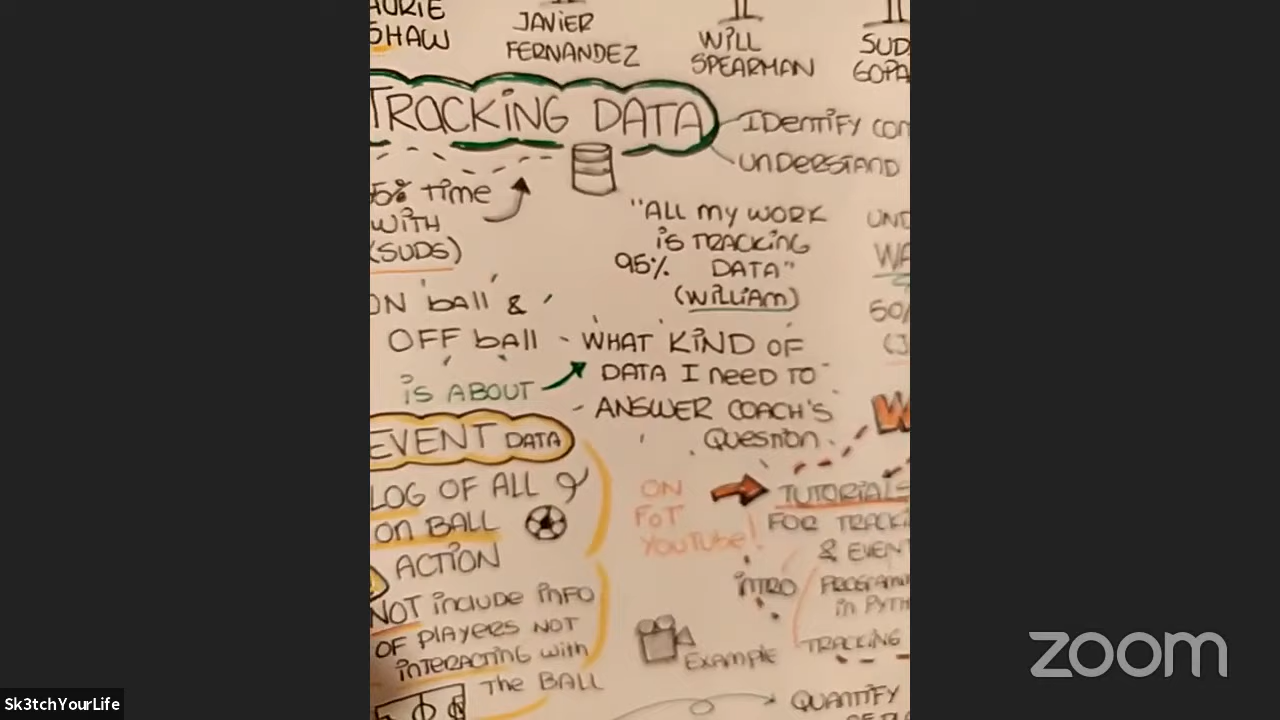 JAVIER
FERNANDEZ
WILL
SPEARMAN
SHAW
TRACKING DATA
IDENTIFY
UNDERSTAND
5% TIME
WITH
(SUDS)
"ALL MY WORK
IS TRACKING
95% DATA"
(WILLIAM)
ON ball &
OFF ball
IS ABOUT
- WHAT KIND OF
DATA I NEED TO
- ANSWER COACH'S
QUESTION.
EVENT DATA
LOG OF ALL
ON BALL
ACTION
NOT INCLUDE INFO
OF PLAYERS NOT
INTERACTING WITH
THE BALL
ON
FOT
YOUTUBE!
TUTORIALS
FOR
& EVENT
INTRO
IN
TRACKING
EXAMPLE
QUANTIFY
zoom
Sk3tchYourLife